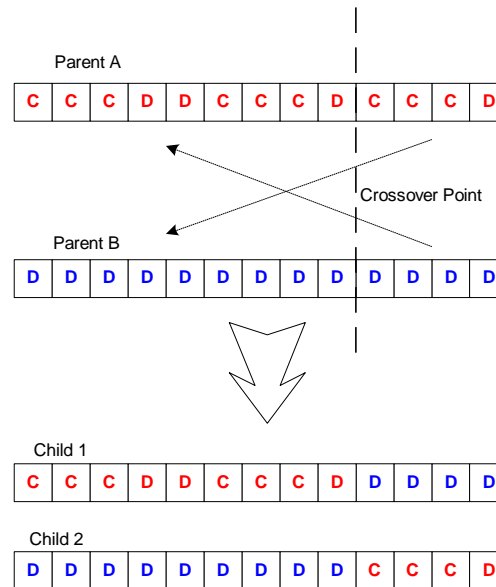 Parent A
C C C D D C C C D C C C D
Crossover Point
Parent B
D D D D D D D D D D D D D
Child 1
C C C D D C C C D D D D D
Child 2
D D D D D D D D D C C C D